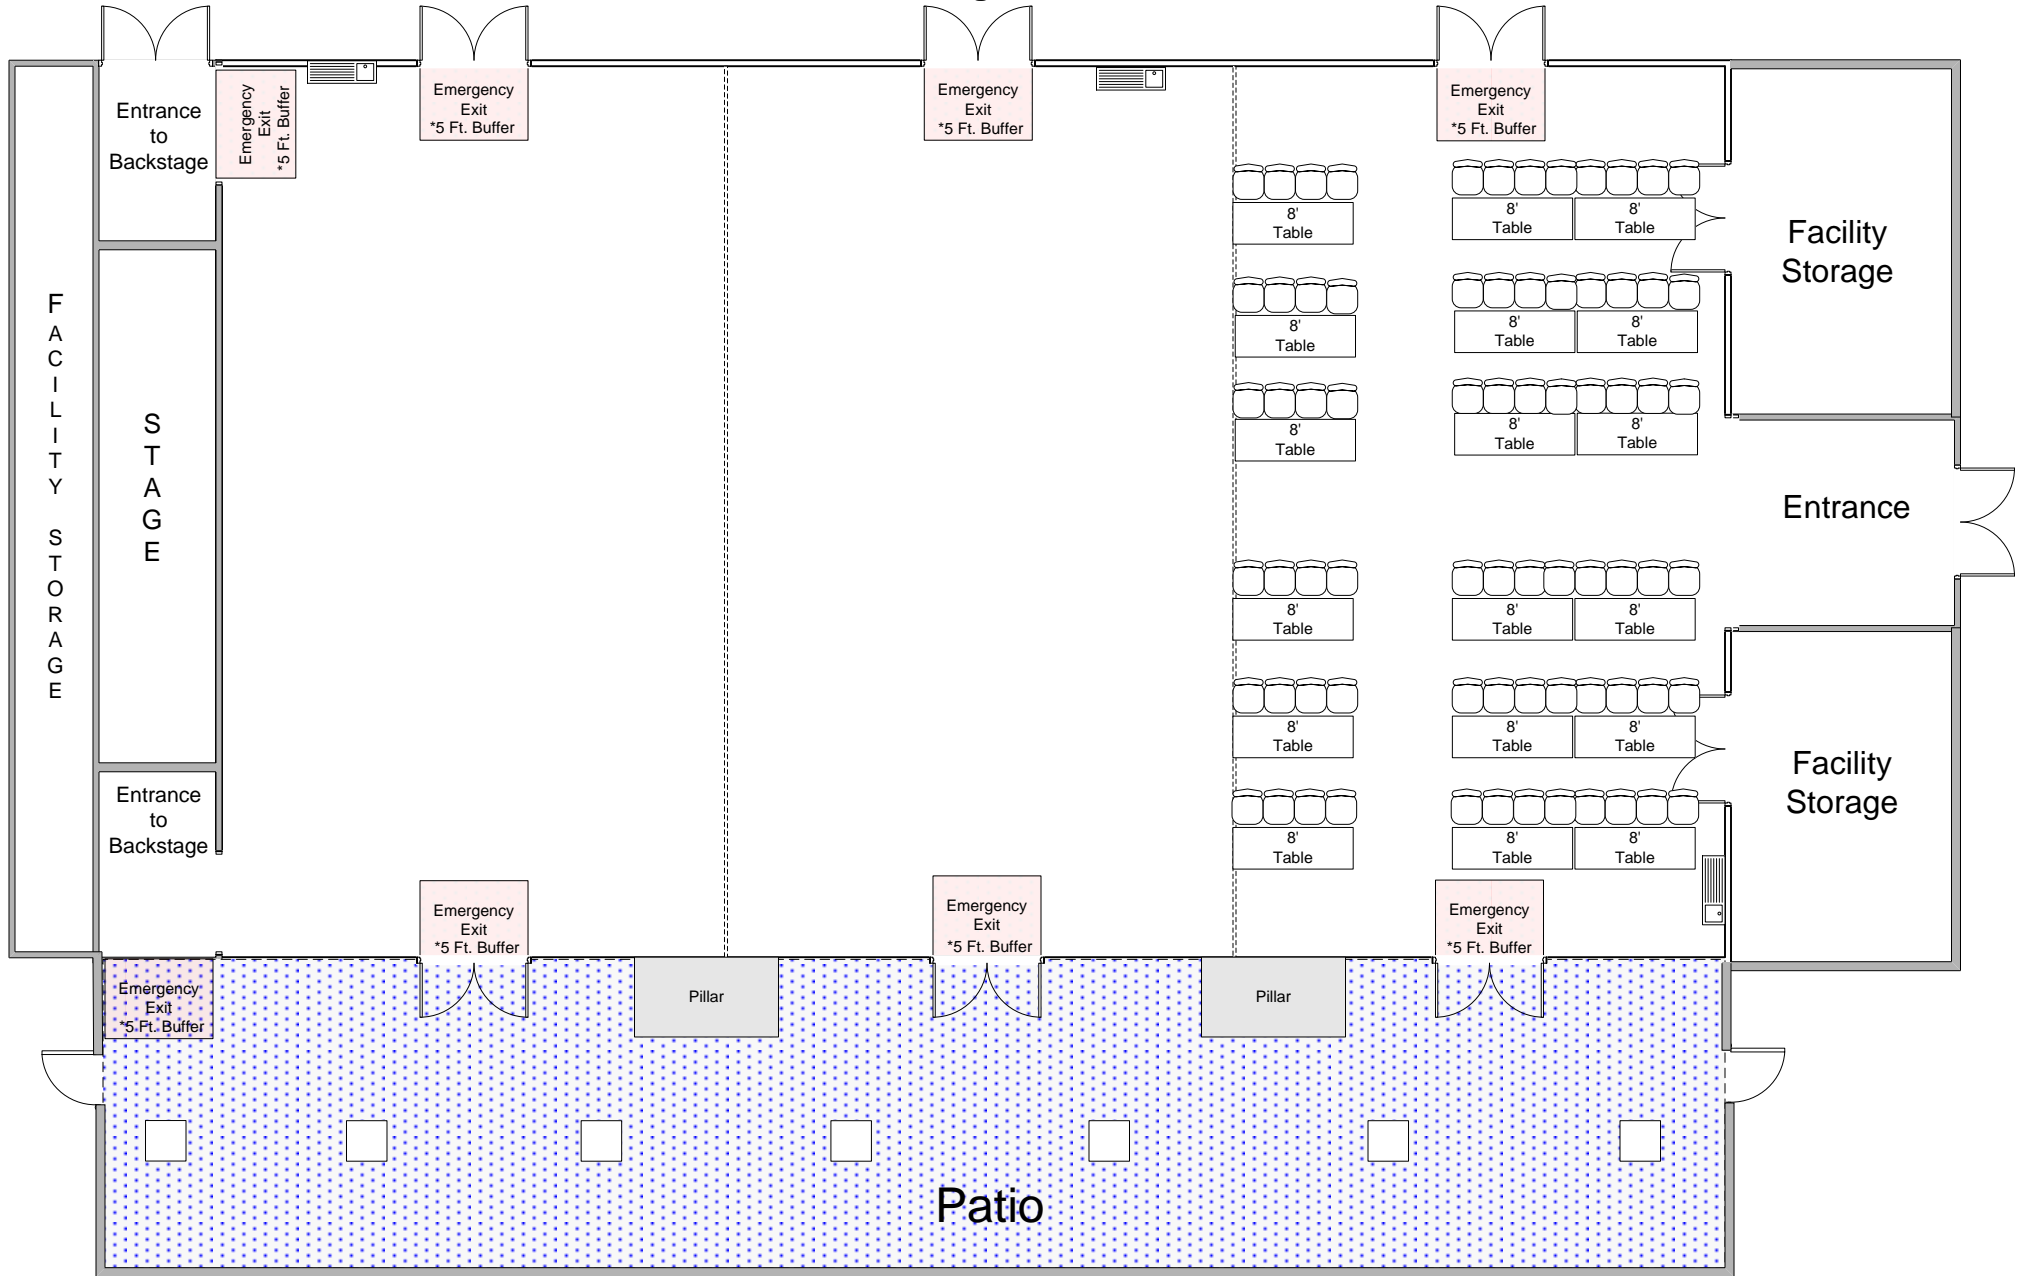 Entrance
to
Backstage
Emergency
Exit
*5 Ft. Buffer
Emergency
Exit
*5 Ft. Buffer
Emergency
Exit
*5 Ft. Buffer
Emergency
Exit
*5 Ft. Buffer
8'
Table
8'
Table
8'
Table
8'
Table
8'
Table
8'
Table
8'
Table
8'
Table
8'
Table
Facility
Storage
FACILITY STORAGE
STAGE
Entrance
8'
Table
8'
Table
8'
Table
8'
Table
8'
Table
8'
Table
8'
Table
8'
Table
8'
Table
Facility
Storage
Entrance
to
Backstage
Emergency
Exit
*5 Ft. Buffer
Emergency
Exit
*5 Ft. Buffer
Emergency
Exit
*5 Ft. Buffer
Emergency
Exit
*5 Ft. Buffer
Pillar
Pillar
Patio